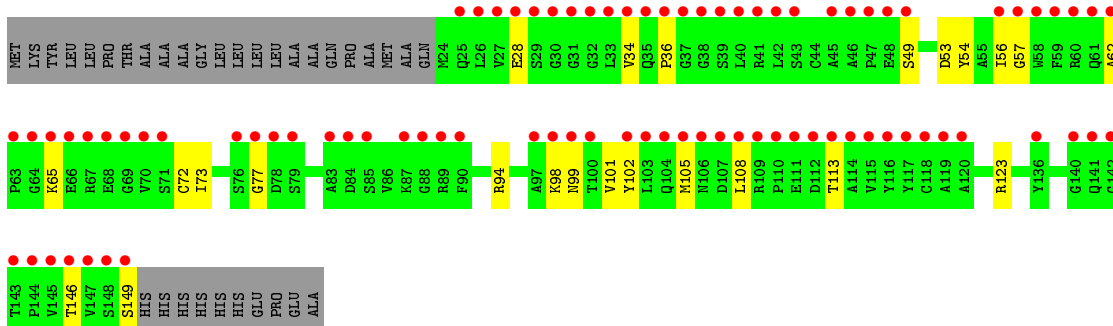 MET LYS TYR LEU LEU PRO THR ALA ALA ALA GLY LEU LEU LEU LEU ALA ALA GLN PRO ALA MET ALA GLN M24 Q25 L26 V27 E28 S29 G30 G31 G32 L33 V34 Q35 P36 G37 G38 S39 L40 R41 L42 S43 C44 A45 A46 P47 E48 S49 D53 Y54 A55 I56 G57 W58 F59 R60 Q61 A62
P63 G64 K65 E66 R67 E68 G69 V70 S71 C72 I73 S76 G77 D78 S79 A83 D84 S85 V86 K87 G88 R89 F90 R94 A97 K98 N99 T100 V101 Y102 L103 Q104 M105 N106 D107 L108 R109 P110 E111 D112 T113 A114 V115 Y116 Y117 C118 A119 A120 R123 Y136 G140 Q141 G142
T143 P144 V145 T146 V147 S148 S149 HIS HIS HIS HIS HIS HIS GLU PRO GLU ALA